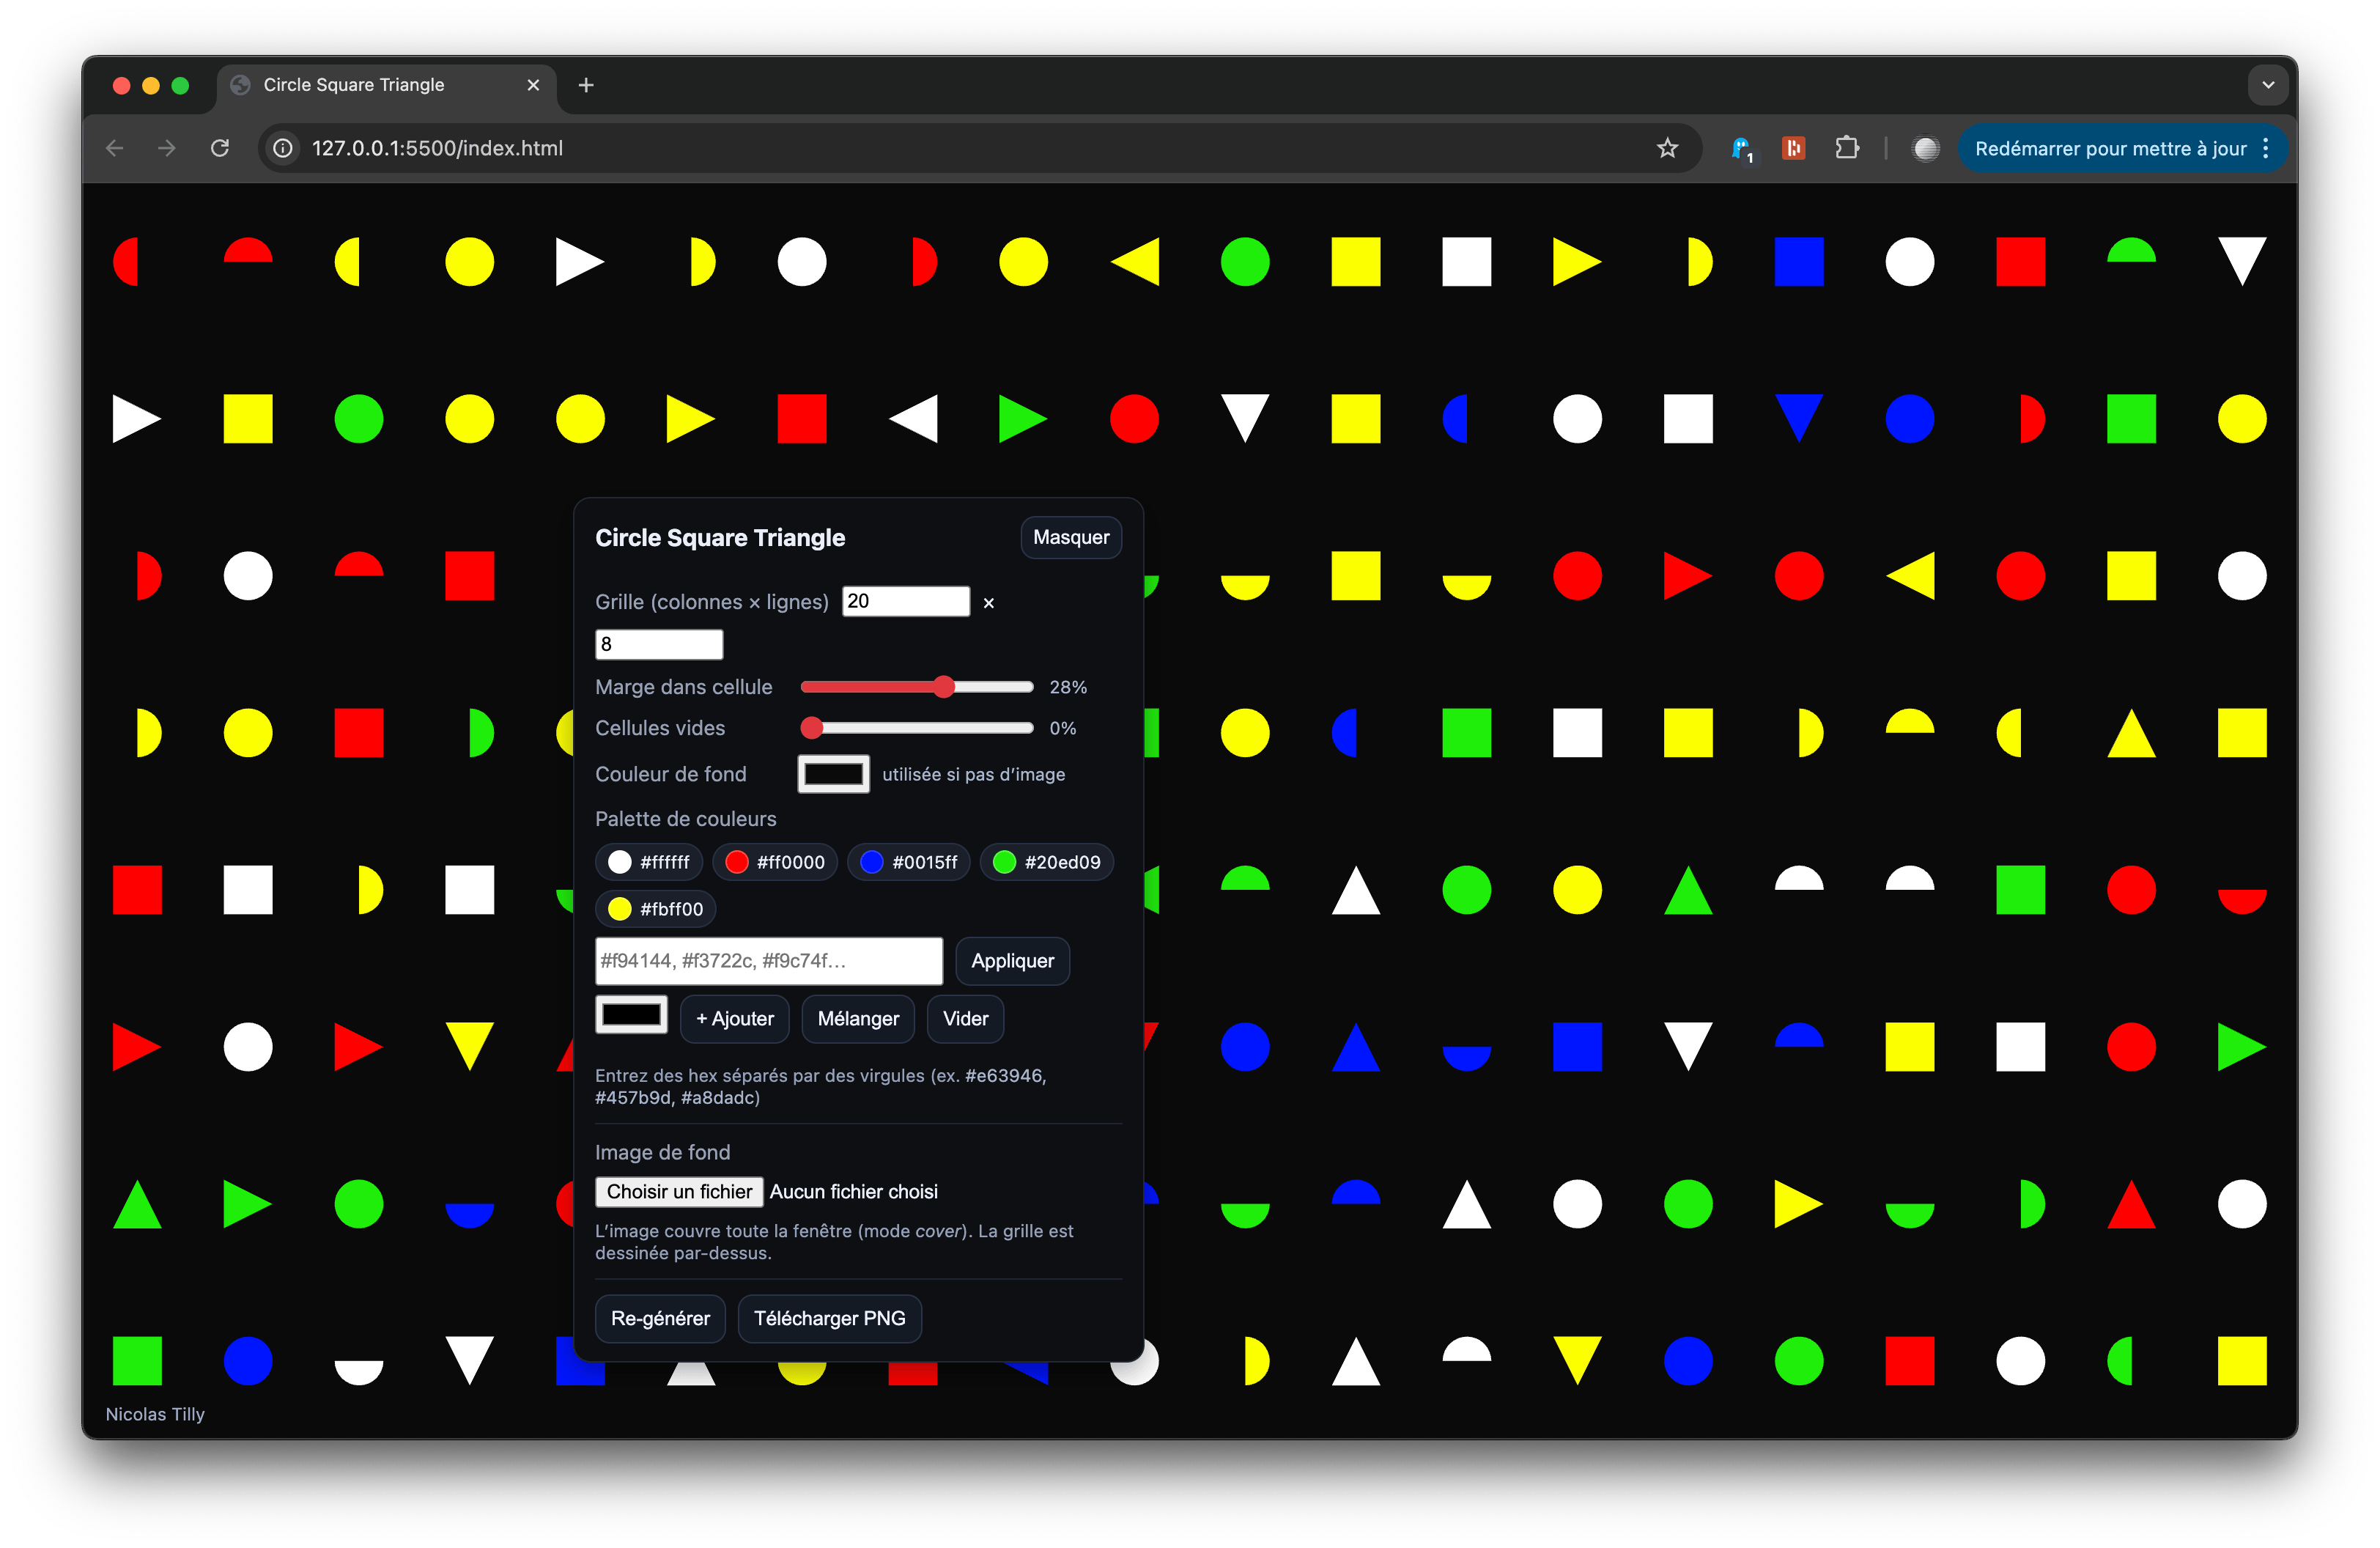 Circle Square Triangle
127.0.0.1:5500/index.html
1
Redémarrer pour mettre à jour
Circle Square Triangle
Masquer
Grille (colonnes × lignes) 20 ×
8
Marge dans cellule 28%
Cellules vides 0%
Couleur de fond utilisée si pas d’image
Palette de couleurs
#ffffff #ff0000 #0015ff #20ed09
#fbff00
#f94144, #f3722c, #f9c74f… Appliquer
+ Ajouter Mélanger Vider
Entrez des hex séparés par des virgules (ex. #e63946,
#457b9d, #a8dadc)
Image de fond
Choisir un fichier Aucun fichier choisi
L’image couvre toute la fenêtre (mode cover). La grille est
dessinée par-dessus.
Re-générer Télécharger PNG
Nicolas Tilly